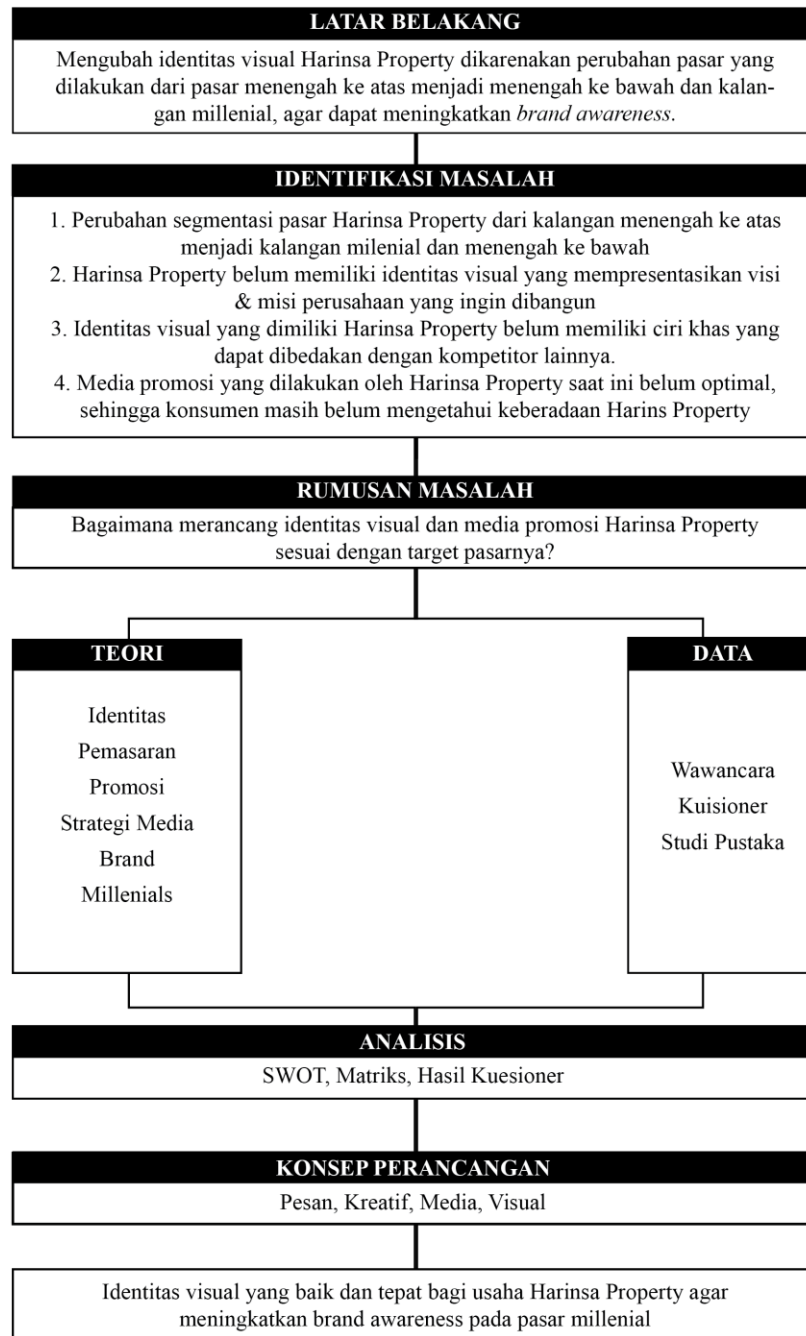 LATAR BELAKANG
Mengubah identitas visual Harinsa Property dikarenakan perubahan pasar yang
dilakukan dari pasar menengah ke atas menjadi menengah ke bawah dan kalan-
gan millenial, agar dapat meningkatkan brand awareness.
IDENTIFIKASI MASALAH
1. Perubahan segmentasi pasar Harinsa Property dari kalangan menengah ke atas
menjadi kalangan milenial dan menengah ke bawah
2. Harinsa Property belum memiliki identitas visual yang mempresentasikan visi
& misi perusahaan yang ingin dibangun
3. Identitas visual yang dimiliki Harinsa Property belum memiliki ciri khas yang
dapat dibedakan dengan kompetitor lainnya.
4. Media promosi yang dilakukan oleh Harinsa Property saat ini belum optimal,
sehingga konsumen masih belum mengetahui keberadaan Harins Property
RUMUSAN MASALAH
Bagaimana merancang identitas visual dan media promosi Harinsa Property
sesuai dengan target pasarnya?
TEORI
Identitas
Pemasaran
Promosi
Strategi Media
Brand
Millenials
DATA
Wawancara
Kuisioner
Studi Pustaka
ANALISIS
SWOT, Matriks, Hasil Kuesioner
KONSEP PERANCANGAN
Pesan, Kreatif, Media, Visual
Identitas visual yang baik dan tepat bagi usaha Harinsa Property agar
meningkatkan brand awareness pada pasar millenial